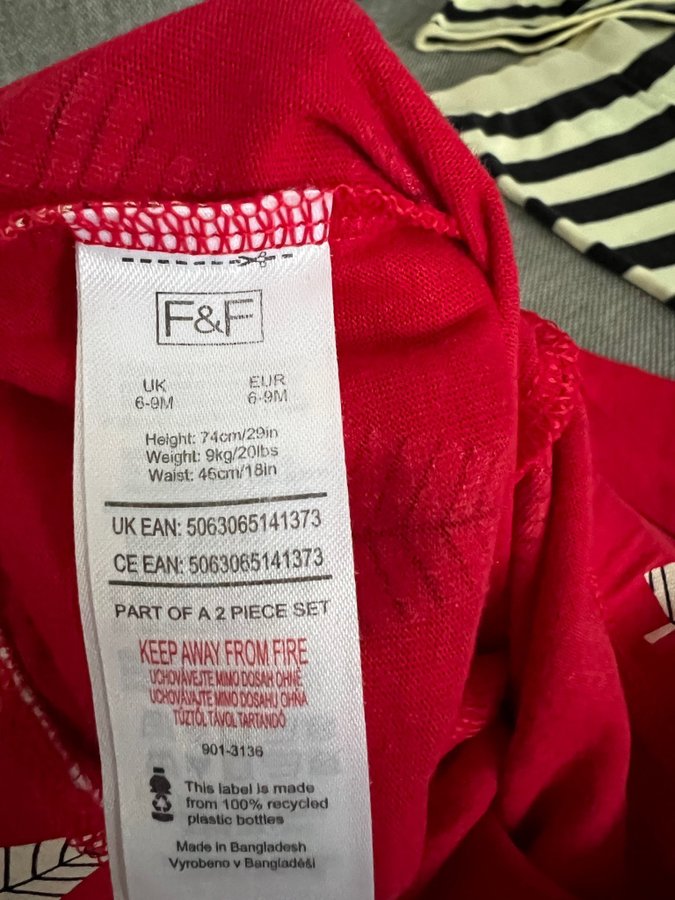 F&F
UK EUR
6-9M 6-9M
Height: 74cm/29in
Weight: 9kg/20lbs
Waist: 46cm/18in
UK EAN: 5063065141373
CE EAN: 5063065141373
PART OF A 2 PIECE SET
KEEP AWAY FROM FIRE
UCHOVÁVEJTE MIMO DOSAH OHNĚ
UCHOVÁVAJTE MIMO DOSAHU OHŇA
TŰZTŐL TÁVOL TARTANDÓ
901-3136
This label is made
from 100% recycled
plastic bottles
Made in Bangladesh
Vyrobeno v Bangladéši